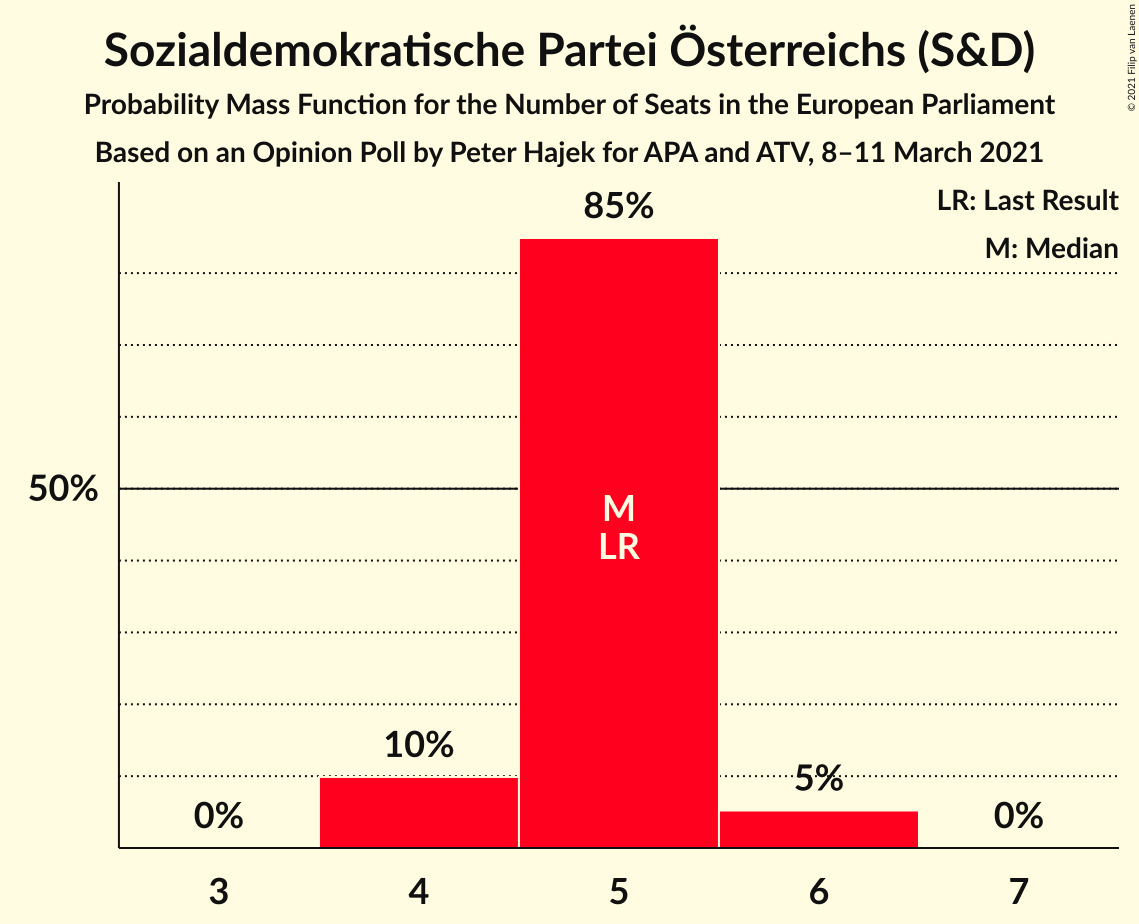 Sozialdemokratische Partei Österreichs (S&D)
Probability Mass Function for the Number of Seats in the European Parliament
Based on an Opinion Poll by Peter Hajek for APA and ATV, 8–11 March 2021
© 2021 Filip van Laenen
LR: Last Result
M: Median
85%
50%
M
LR
10%
5%
0%
0%
3
4
5
6
7